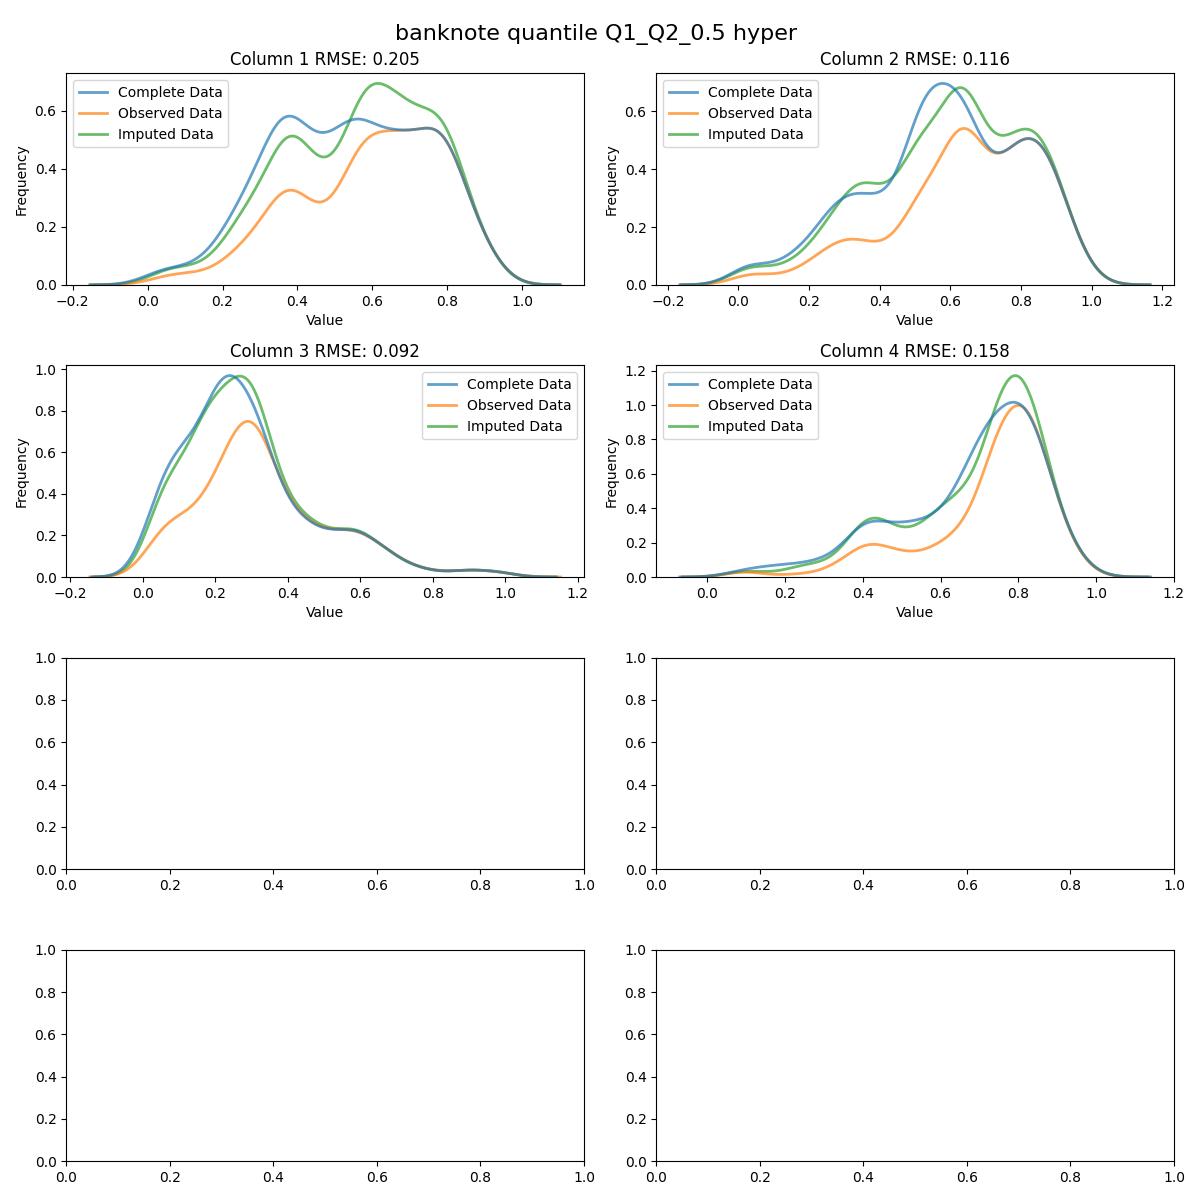 banknote quantile Q1_Q2_0.5 hyper
Column 1 RMSE: 0.205
Complete Data
Observed Data
Imputed Data
Frequency
0.6
0.4
0.2
0.0
−0.2 0.0 0.2 0.4 0.6 0.8 1.0
Value
Column 2 RMSE: 0.116
Complete Data
Observed Data
Imputed Data
Frequency
0.6
0.4
0.2
0.0
−0.2 0.0 0.2 0.4 0.6 0.8 1.0 1.2
Value
Column 3 RMSE: 0.092
Complete Data
Observed Data
Imputed Data
Frequency
1.0
0.8
0.6
0.4
0.2
0.0
−0.2 0.0 0.2 0.4 0.6 0.8 1.0 1.2
Value
Column 4 RMSE: 0.158
Complete Data
Observed Data
Imputed Data
Frequency
1.2
1.0
0.8
0.6
0.4
0.2
0.0
0.0 0.2 0.4 0.6 0.8 1.0 1.2
Value
1.0
0.8
0.6
0.4
0.2
0.0
0.0 0.2 0.4 0.6 0.8 1.0
1.0
0.8
0.6
0.4
0.2
0.0
0.0 0.2 0.4 0.6 0.8 1.0
1.0
0.8
0.6
0.4
0.2
0.0
0.0 0.2 0.4 0.6 0.8 1.0
1.0
0.8
0.6
0.4
0.2
0.0
0.0 0.2 0.4 0.6 0.8 1.0